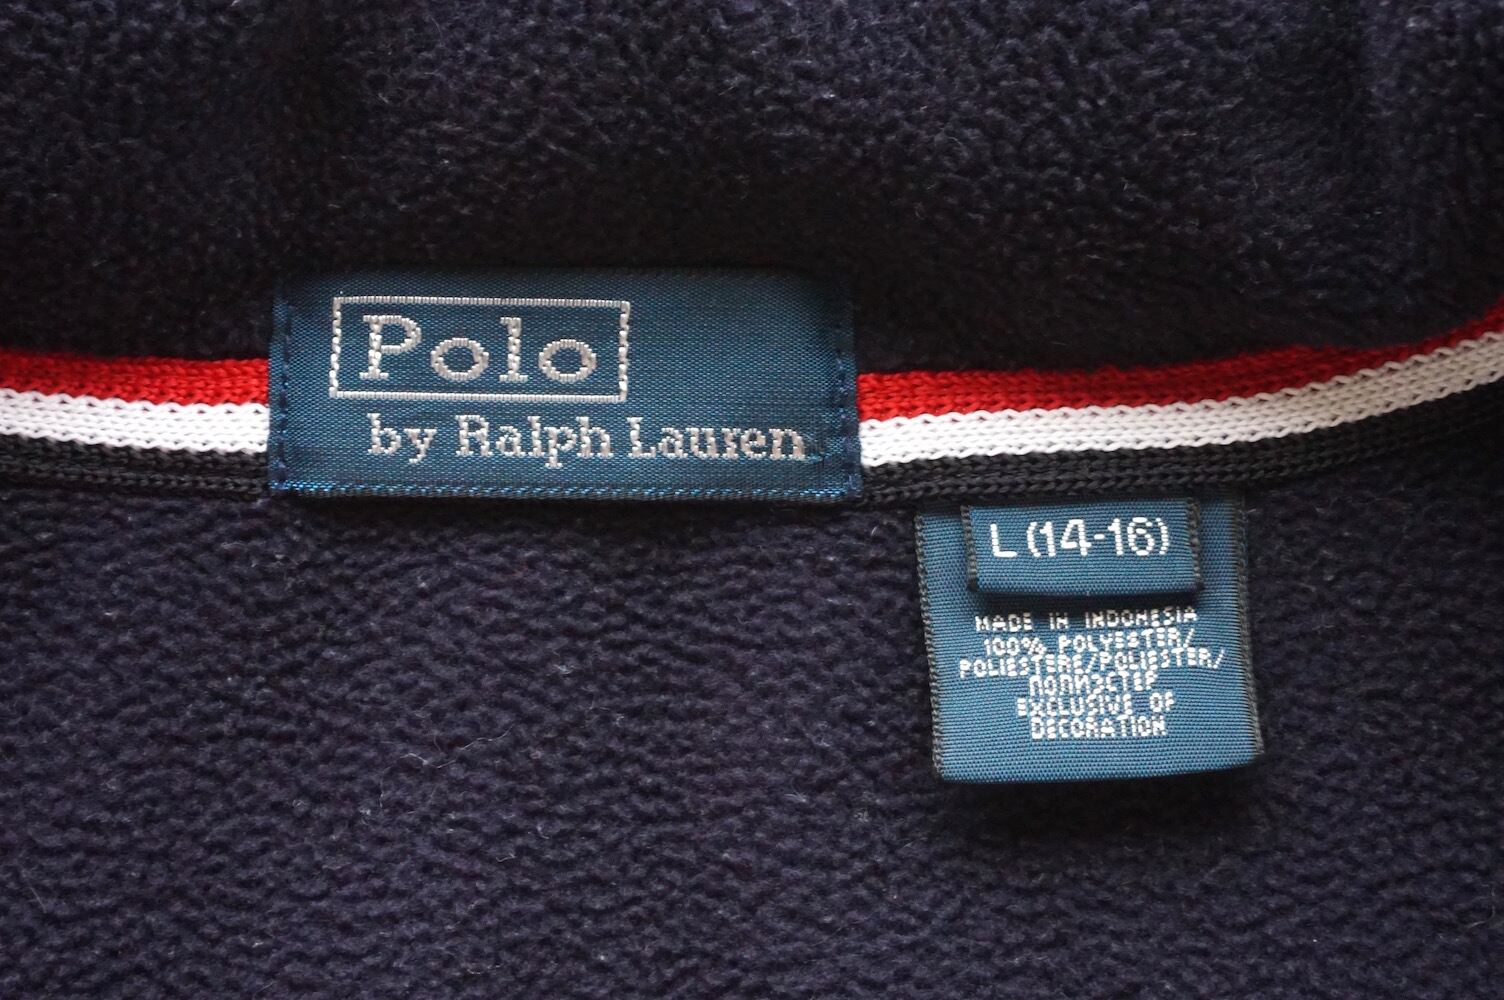 Polo
by Ralph Lauren
L (14-16)
MADE IN INDONESIA
100% POLYESTER/
POLIESTERE/POLIESTER/
ПОЛИЭСТЕР
EXCLUSIVE OF
DECORATION